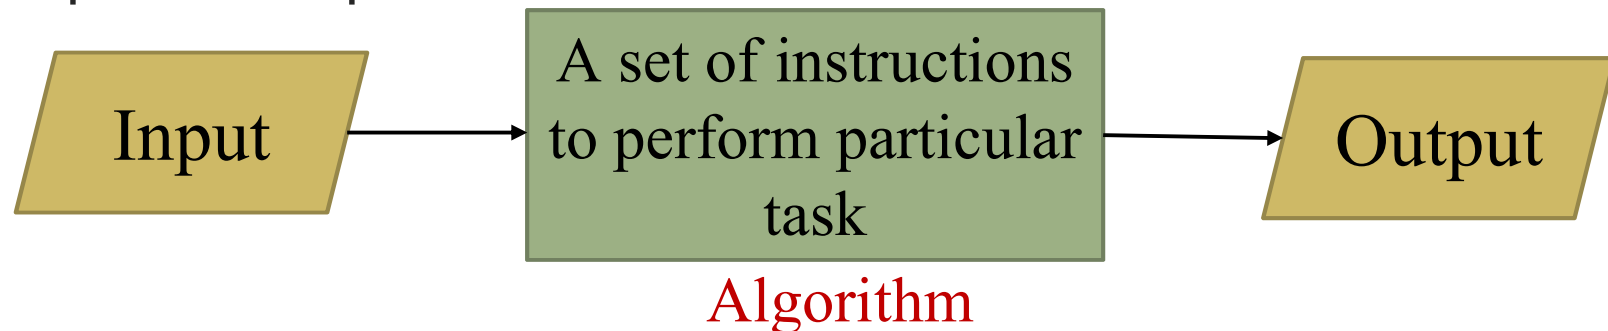 Input
A set of instructions
to perform particular
task
Output
Algorithm